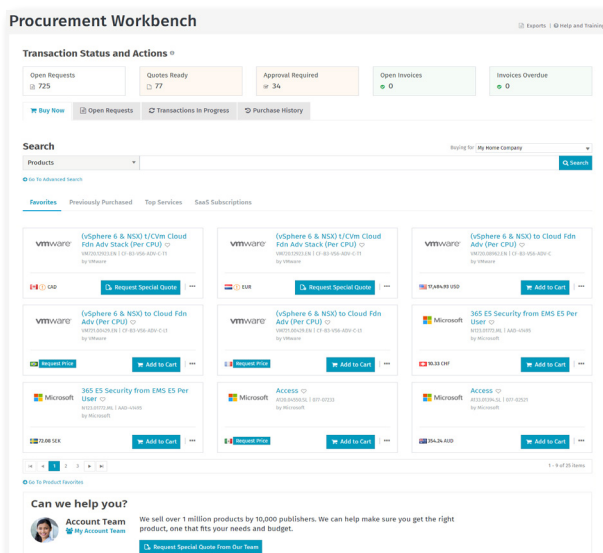 Procurement Workbench
Exports | Help and Training
Transaction Status and Actions
Open Requests
725
Quotes Ready
77
Approval Required
34
Open Invoices
0
Invoices Overdue
0
Buy Now
Open Requests
Transactions In Progress
Purchase History
Search
Buying for My Home Company
Products
Search
Go To Advanced Search
Favorites
Previously Purchased
Top Services
SaaS Subscriptions
vmware
(vSphere 6 & NSX) t/CVm Cloud
Fdn Adv Stack (Per CPU)
by VMware
CAD
Request Special Quote
vmware
(vSphere 6 & NSX) t/CVm Cloud
Fdn Adv Stack (Per CPU)
by VMware
EUR
Request Special Quote
vmware
(vSphere 6 & NSX) to Cloud Fdn
Adv (Per CPU)
by VMware
17,484.93 USD
Add to Cart
vmware
(vSphere 6 & NSX) to Cloud Fdn
Adv (Per CPU)
by VMware
Request Price
Add to Cart
vmware
(vSphere 6 & NSX) to Cloud Fdn
Adv (Per CPU)
by VMware
Request Price
Add to Cart
Microsoft
365 E5 Security from EMS E5 Per
User
by Microsoft
10.33 CHF
Add to Cart
Microsoft
365 E5 Security from EMS E5 Per
User
by Microsoft
73.08 SEK
Add to Cart
Microsoft
Access
by Microsoft
Request Price
Add to Cart
Microsoft
Access
by Microsoft
354.24 AUD
Add to Cart
1 2 3
1 - 9 of 25 items
Go To Product Favorites
Can we help you?
Account Team
My Account Team
We sell over 1 million products by 10,000 publishers. We can help make sure you get the right
product, one that fits your needs and budget.
Request Special Quote From Our Team